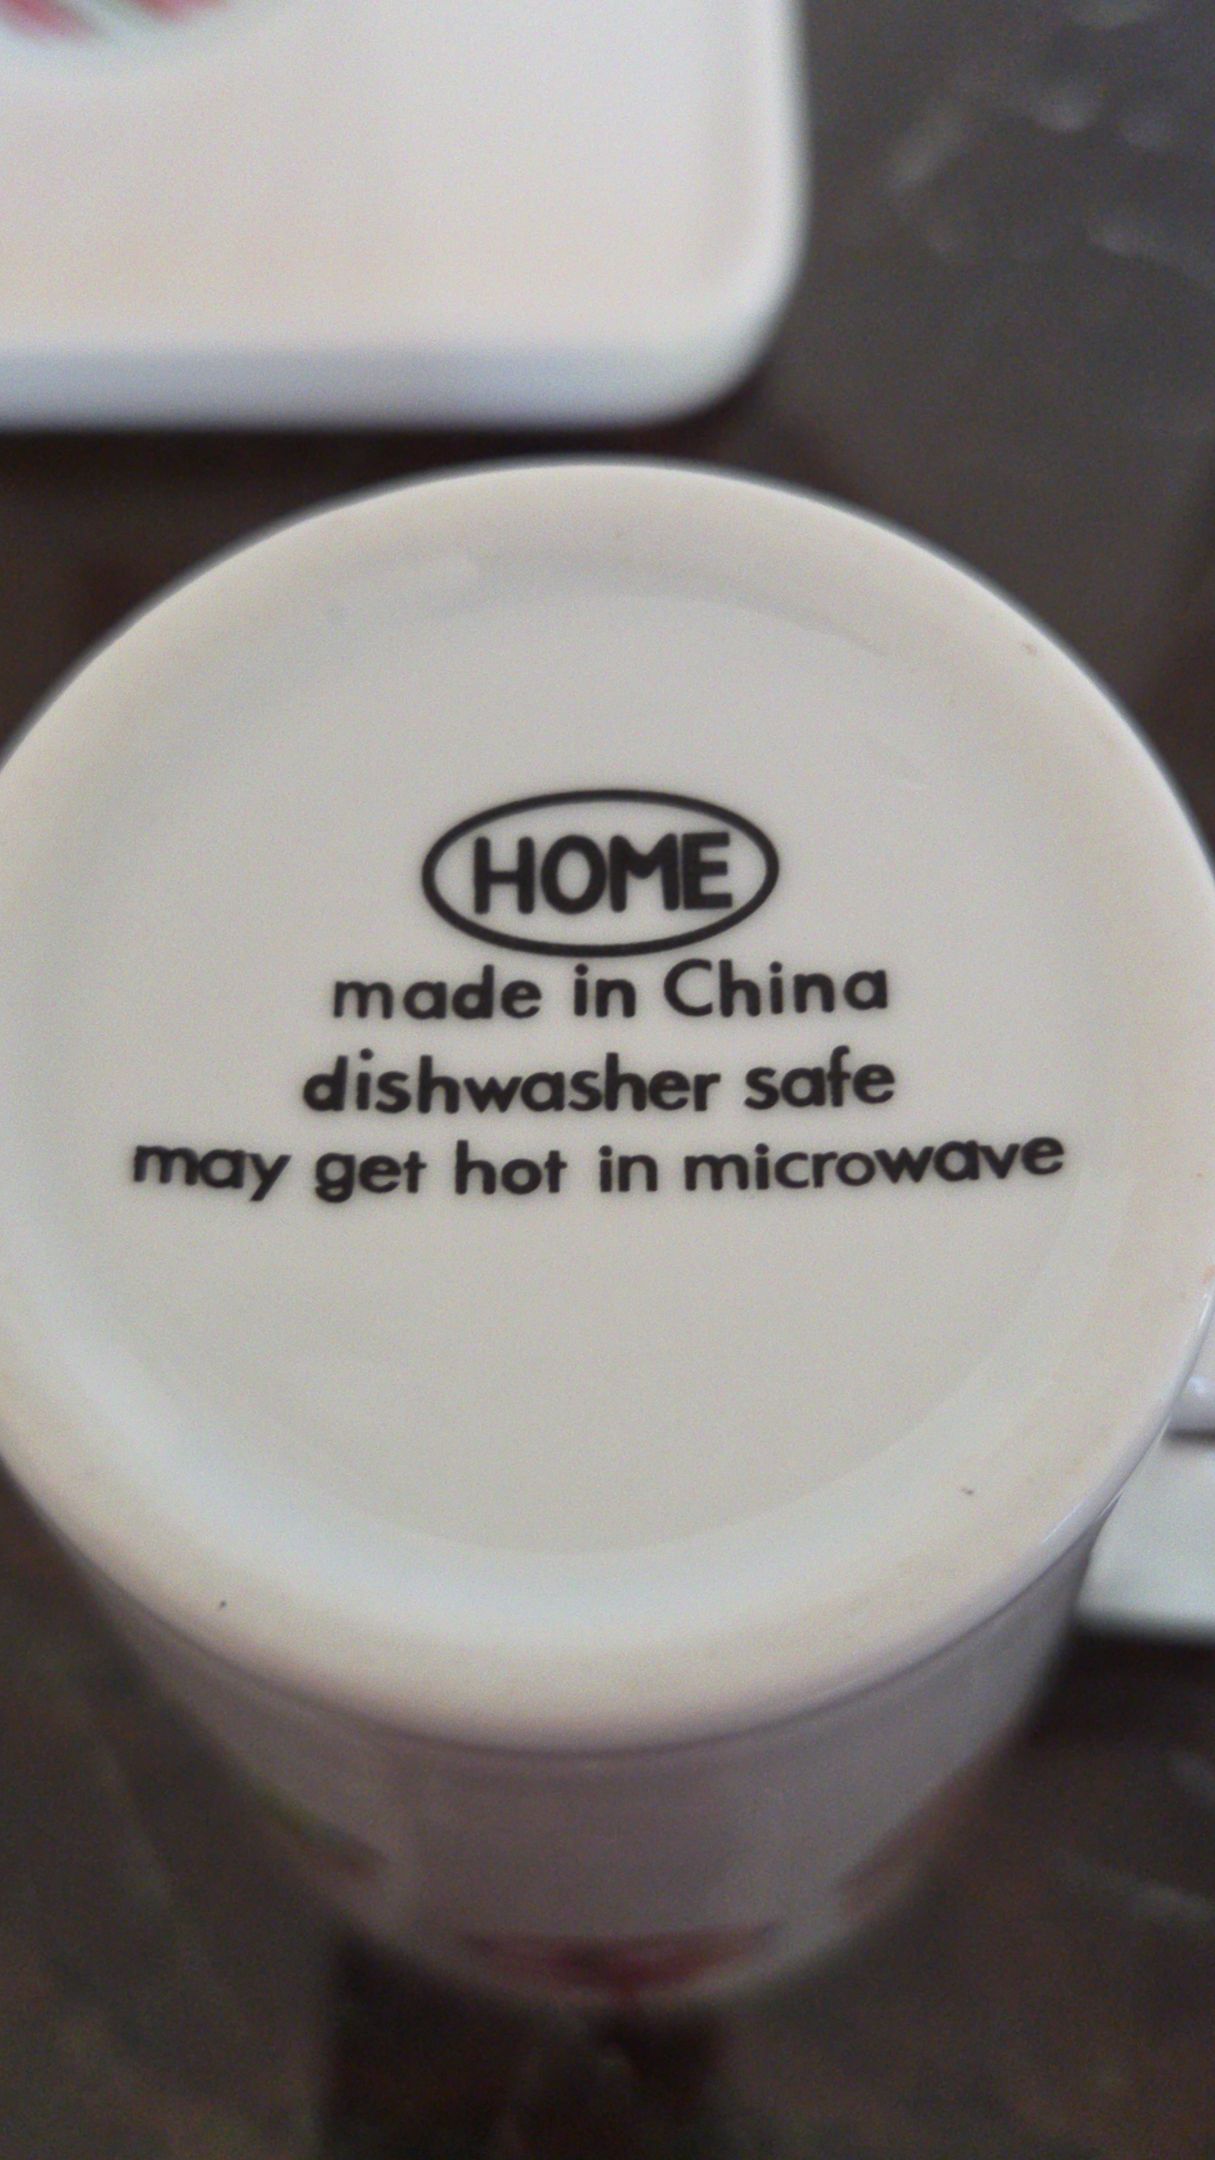 HOME
made in China
dishwasher safe
may get hot in microwave